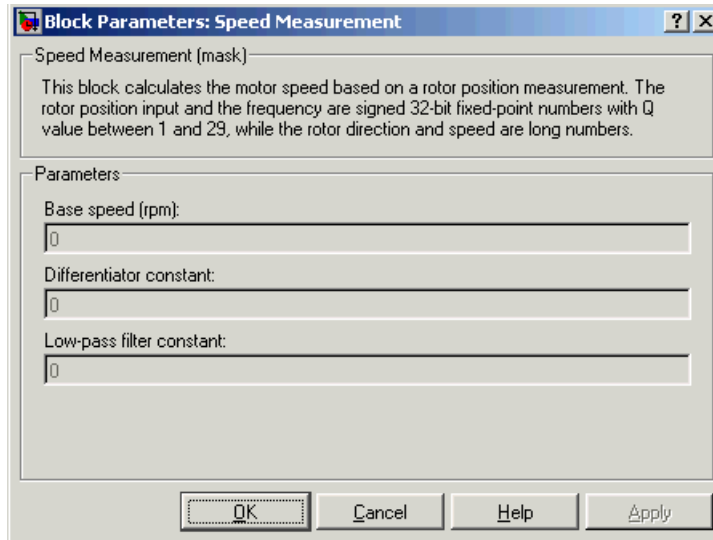 Block Parameters: Speed Measurement
Speed Measurement (mask)
This block calculates the motor speed based on a rotor position measurement. The
rotor position input and the frequency are signed 32-bit fixed-point numbers with Q
value between 1 and 29, while the rotor direction and speed are long numbers.
Parameters
Base speed (rpm):
0
Differentiator constant:
0
Low-pass filter constant:
0
OK Cancel Help Apply